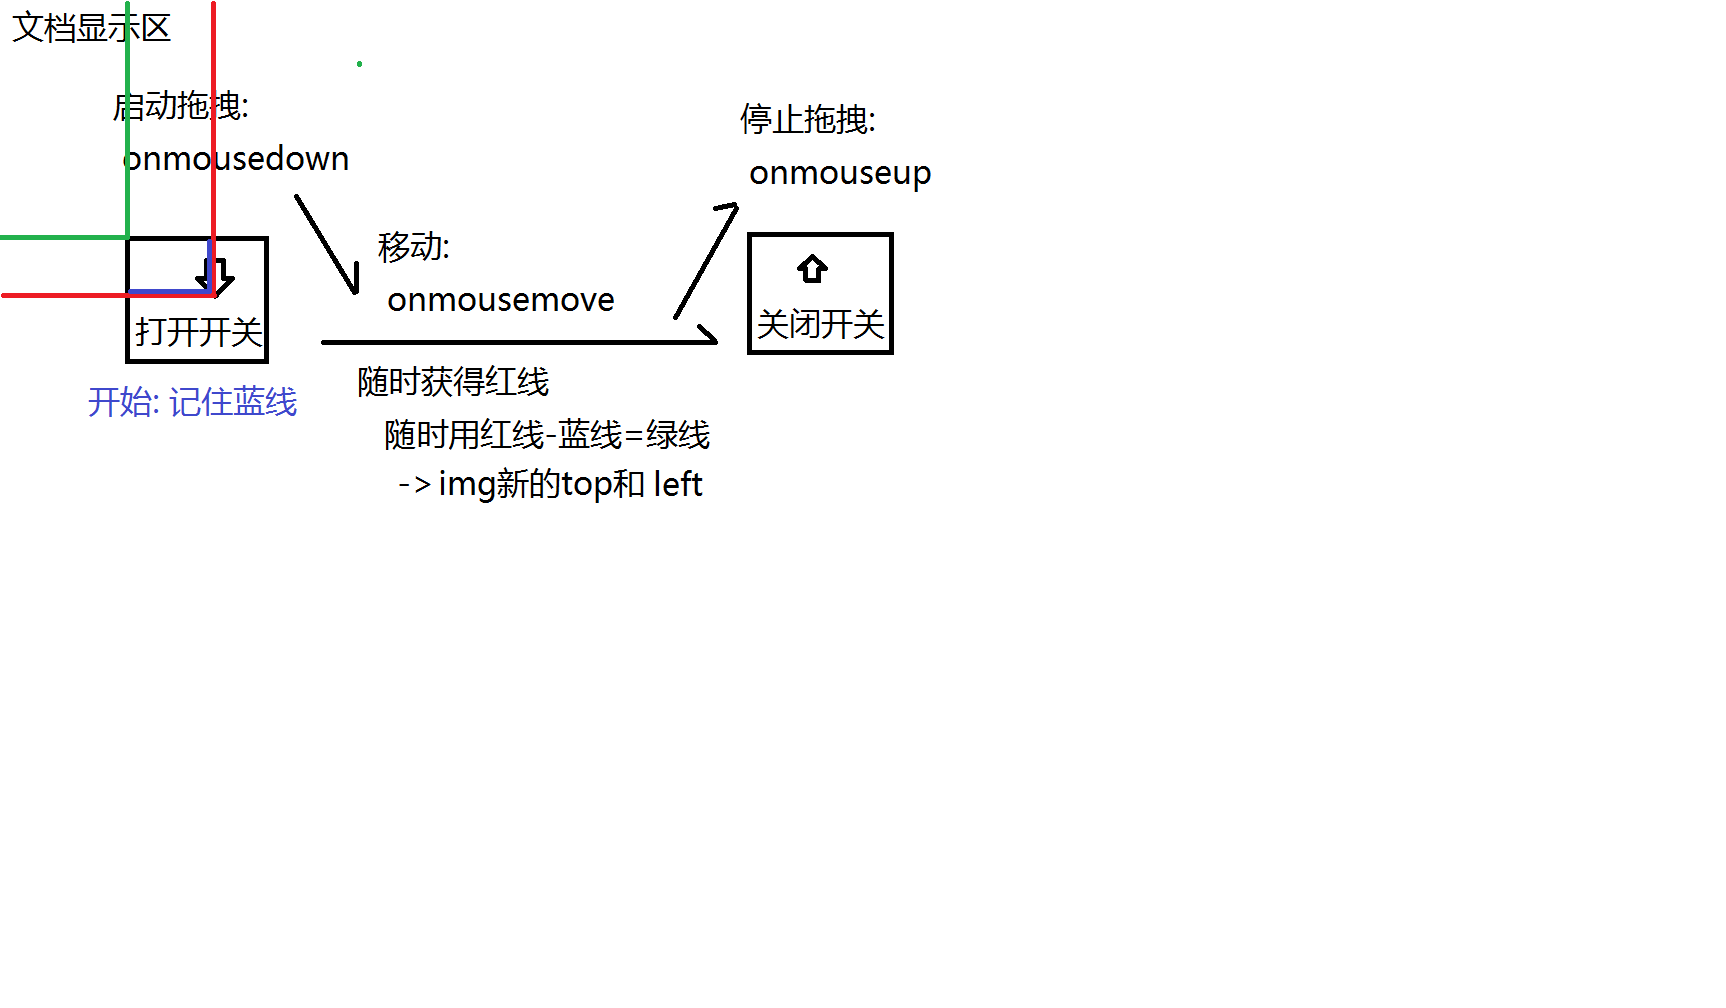 文档显示区
启动拖拽:
onmousedown
打开开关
开始: 记住蓝线
移动:
onmousemove
随时获得红线
随时用红线-蓝线=绿线
->img新的top和 left
停止拖拽:
onmouseup
关闭开关